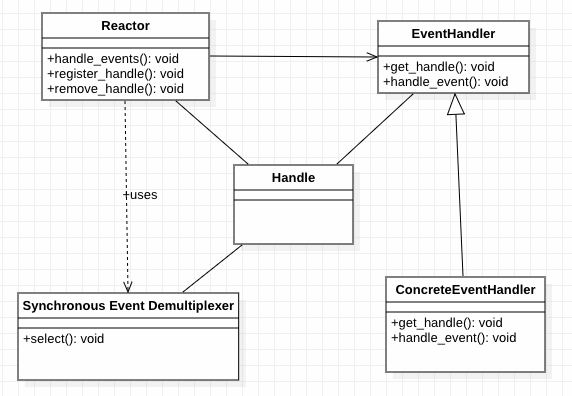 Reactor
+handle_events(): void
+register_handle(): void
+remove_handle(): void
EventHandler
+get_handle(): void
+handle_event(): void
Handle
+uses
Synchronous Event Demultiplexer
+select(): void
ConcreteEventHandler
+get_handle(): void
+handle_event(): void